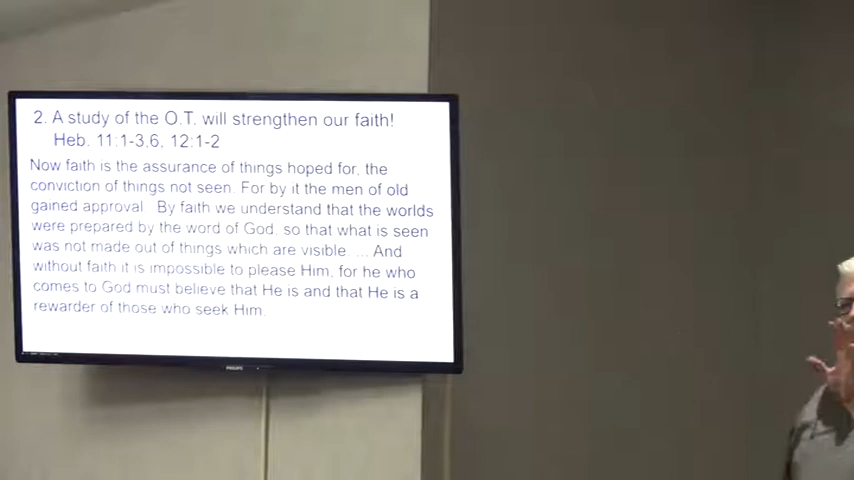 2. A study of the O.T. will strengthen our faith!
Heb. 11:1-3,6, 12:1-2
Now faith is the assurance of things hoped for, the
conviction of things not seen. For by it the men of old
gained approval. By faith we understand that the worlds
were prepared by the word of God, so that what is seen
was not made out of things which are visible. ... And
without faith it is impossible to please Him, for he who
comes to God must believe that He is and that He is a
rewarder of those who seek Him.
PHILIPS